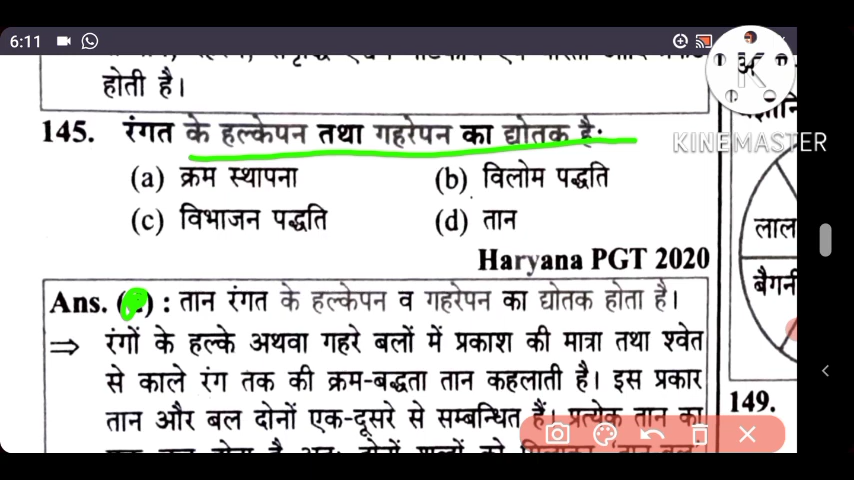 6:11
होती है।
145. रंगत के हल्केपन तथा गहरेपन का द्योतक है-
(a) क्रम स्थापना (b) विलोम पद्धति
(c) विभाजन पद्धति (d) तान
Haryana PGT 2020
Ans. ( ) : तान रंगत के हल्केपन व गहरेपन का द्योतक होता है।
⇒ रंगों के हल्के अथवा गहरे बलों में प्रकाश की मात्रा तथा श्वेत
से काले रंग तक की क्रम-बद्धता तान कहलाती है। इस प्रकार
तान और बल दोनों एक-दूसरे से सम्बन्धित हैं। प्रत्येक तान का
K
KINEMASTER
लाल
बैगनी
149.